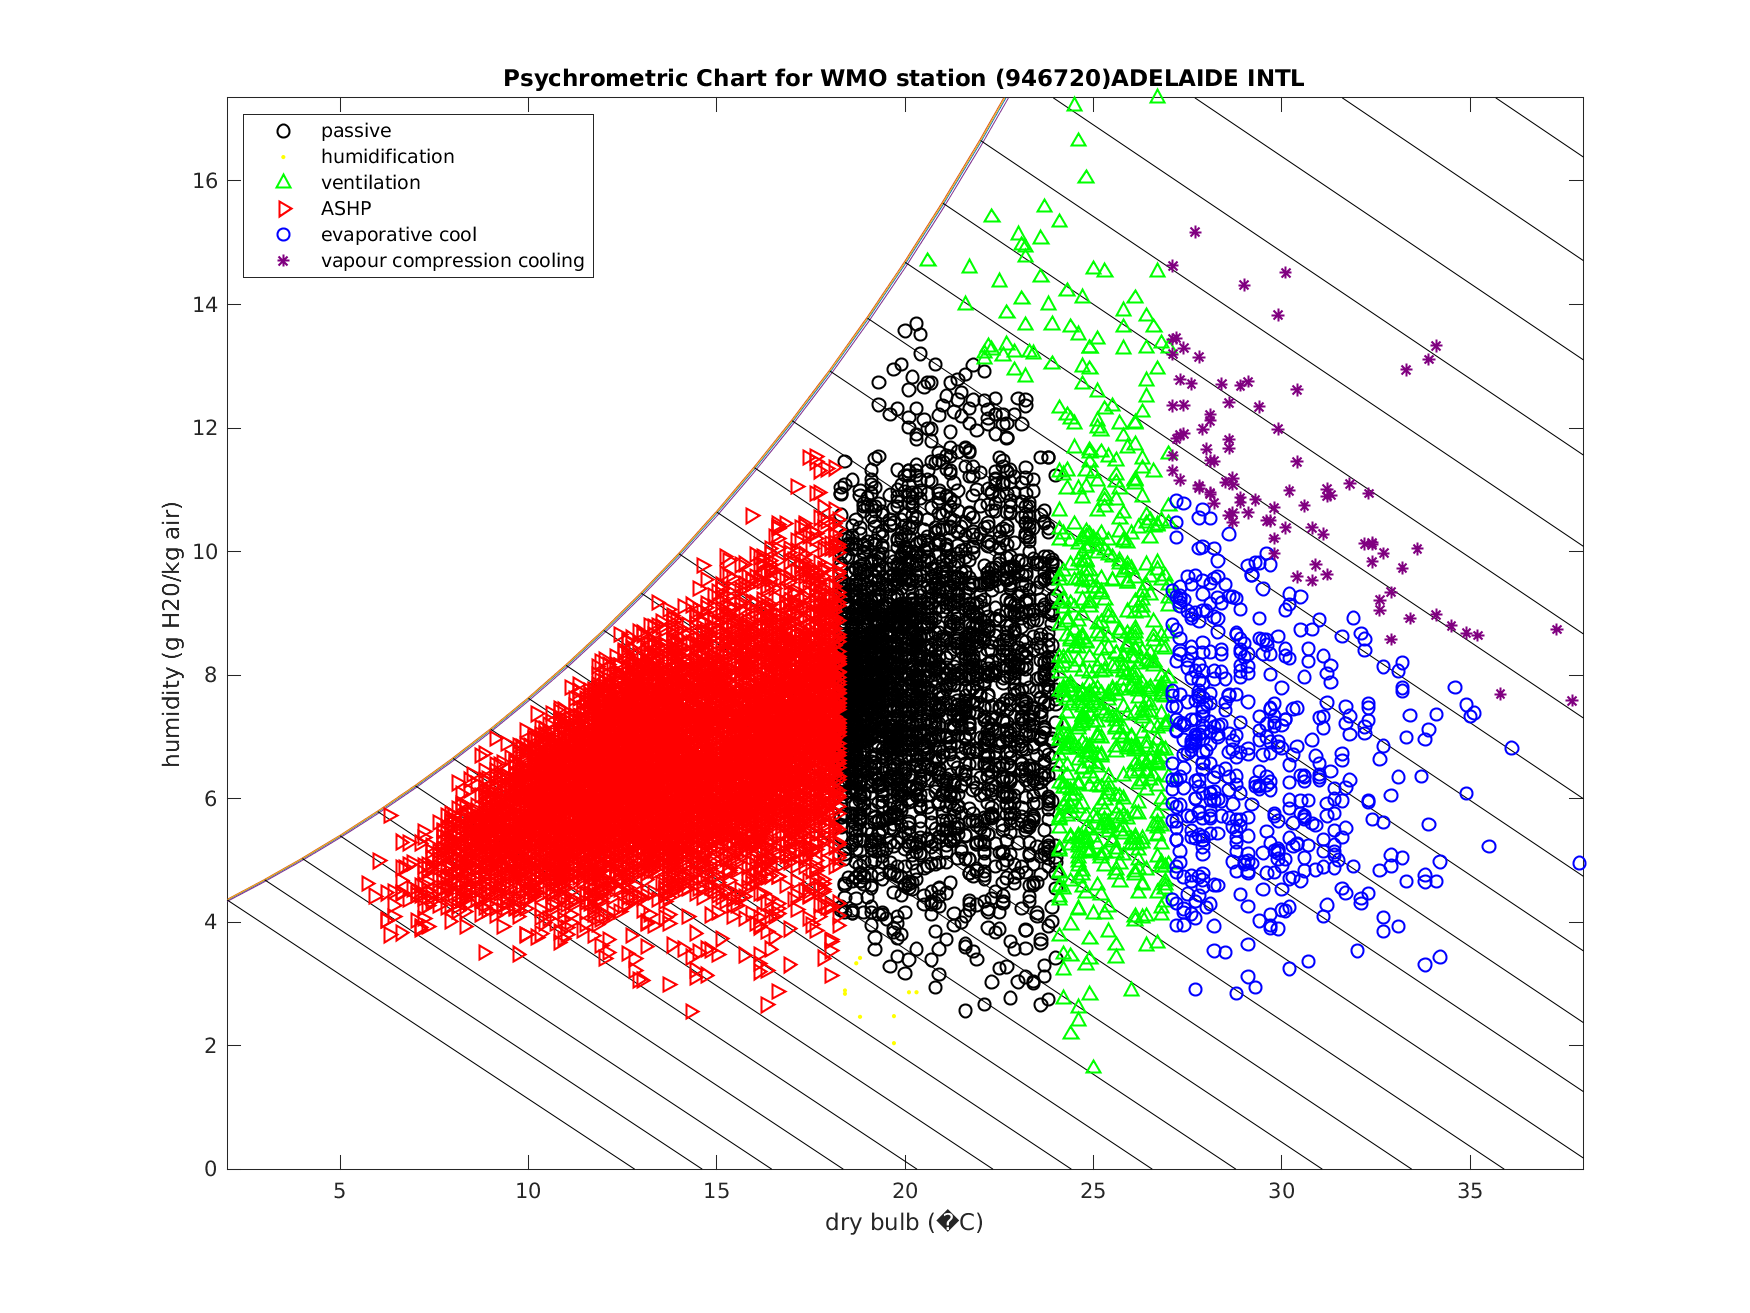 Psychrometric Chart for WMO station (946720)ADELAIDE INTL
passive
humidification
ventilation
ASHP
evaporative cool
vapour compression cooling
humidity (g H20/kg air)
16
14
12
10
8
6
4
2
0
5 10 15 20 25 30 35
dry bulb (�C)